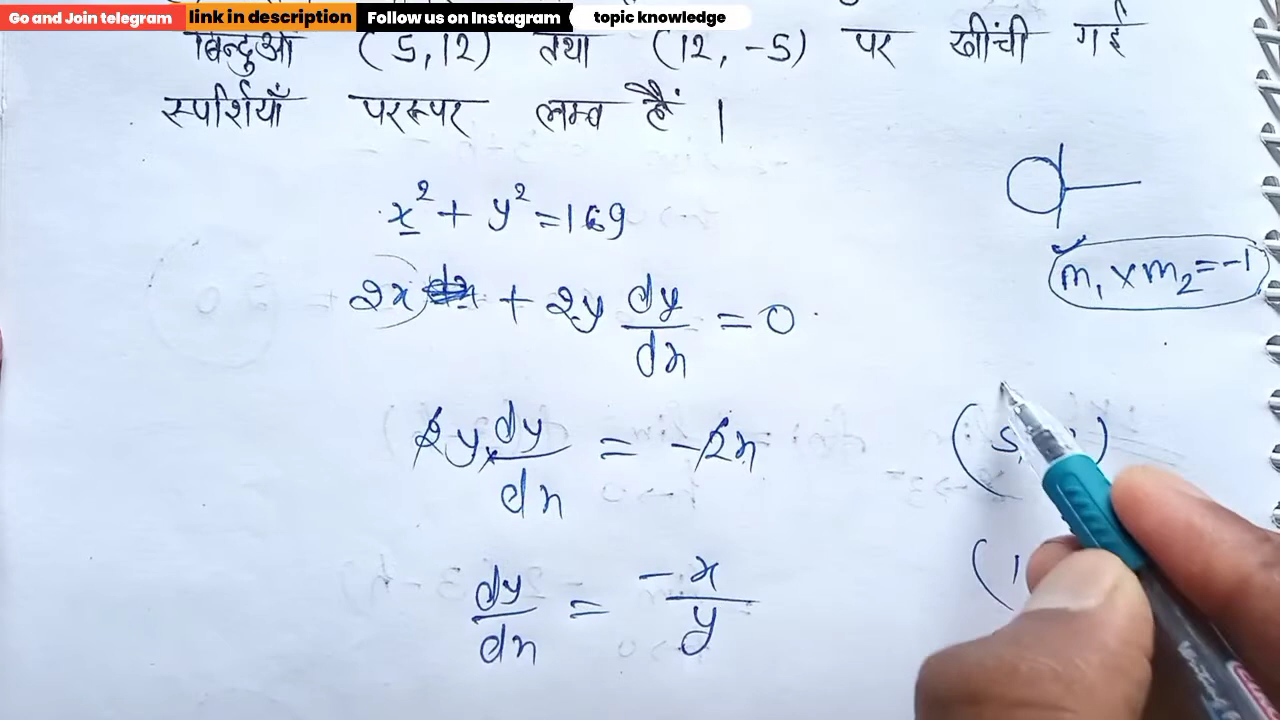 Go and Join telegram link in description Follow us on Instagram topic knowledge
बिन्दुओं (5,12) तथा (12,-5) पर खींची गई
स्पर्शियाँ परस्पर लम्ब हैं ।
x² + y² = 169
m₁ × m₂ = -1
2x + 2y dy/dx = 0
2y × dy/dx = -2x
(5,
dy/dx = -x/y
(1